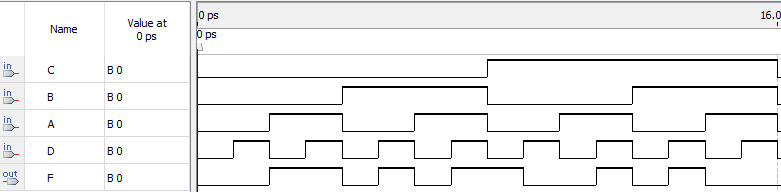 Name
Value at
0 ps
0 ps
16.0
0 ps
in C B 0
in B B 0
in A B 0
in D B 0
out F B 0